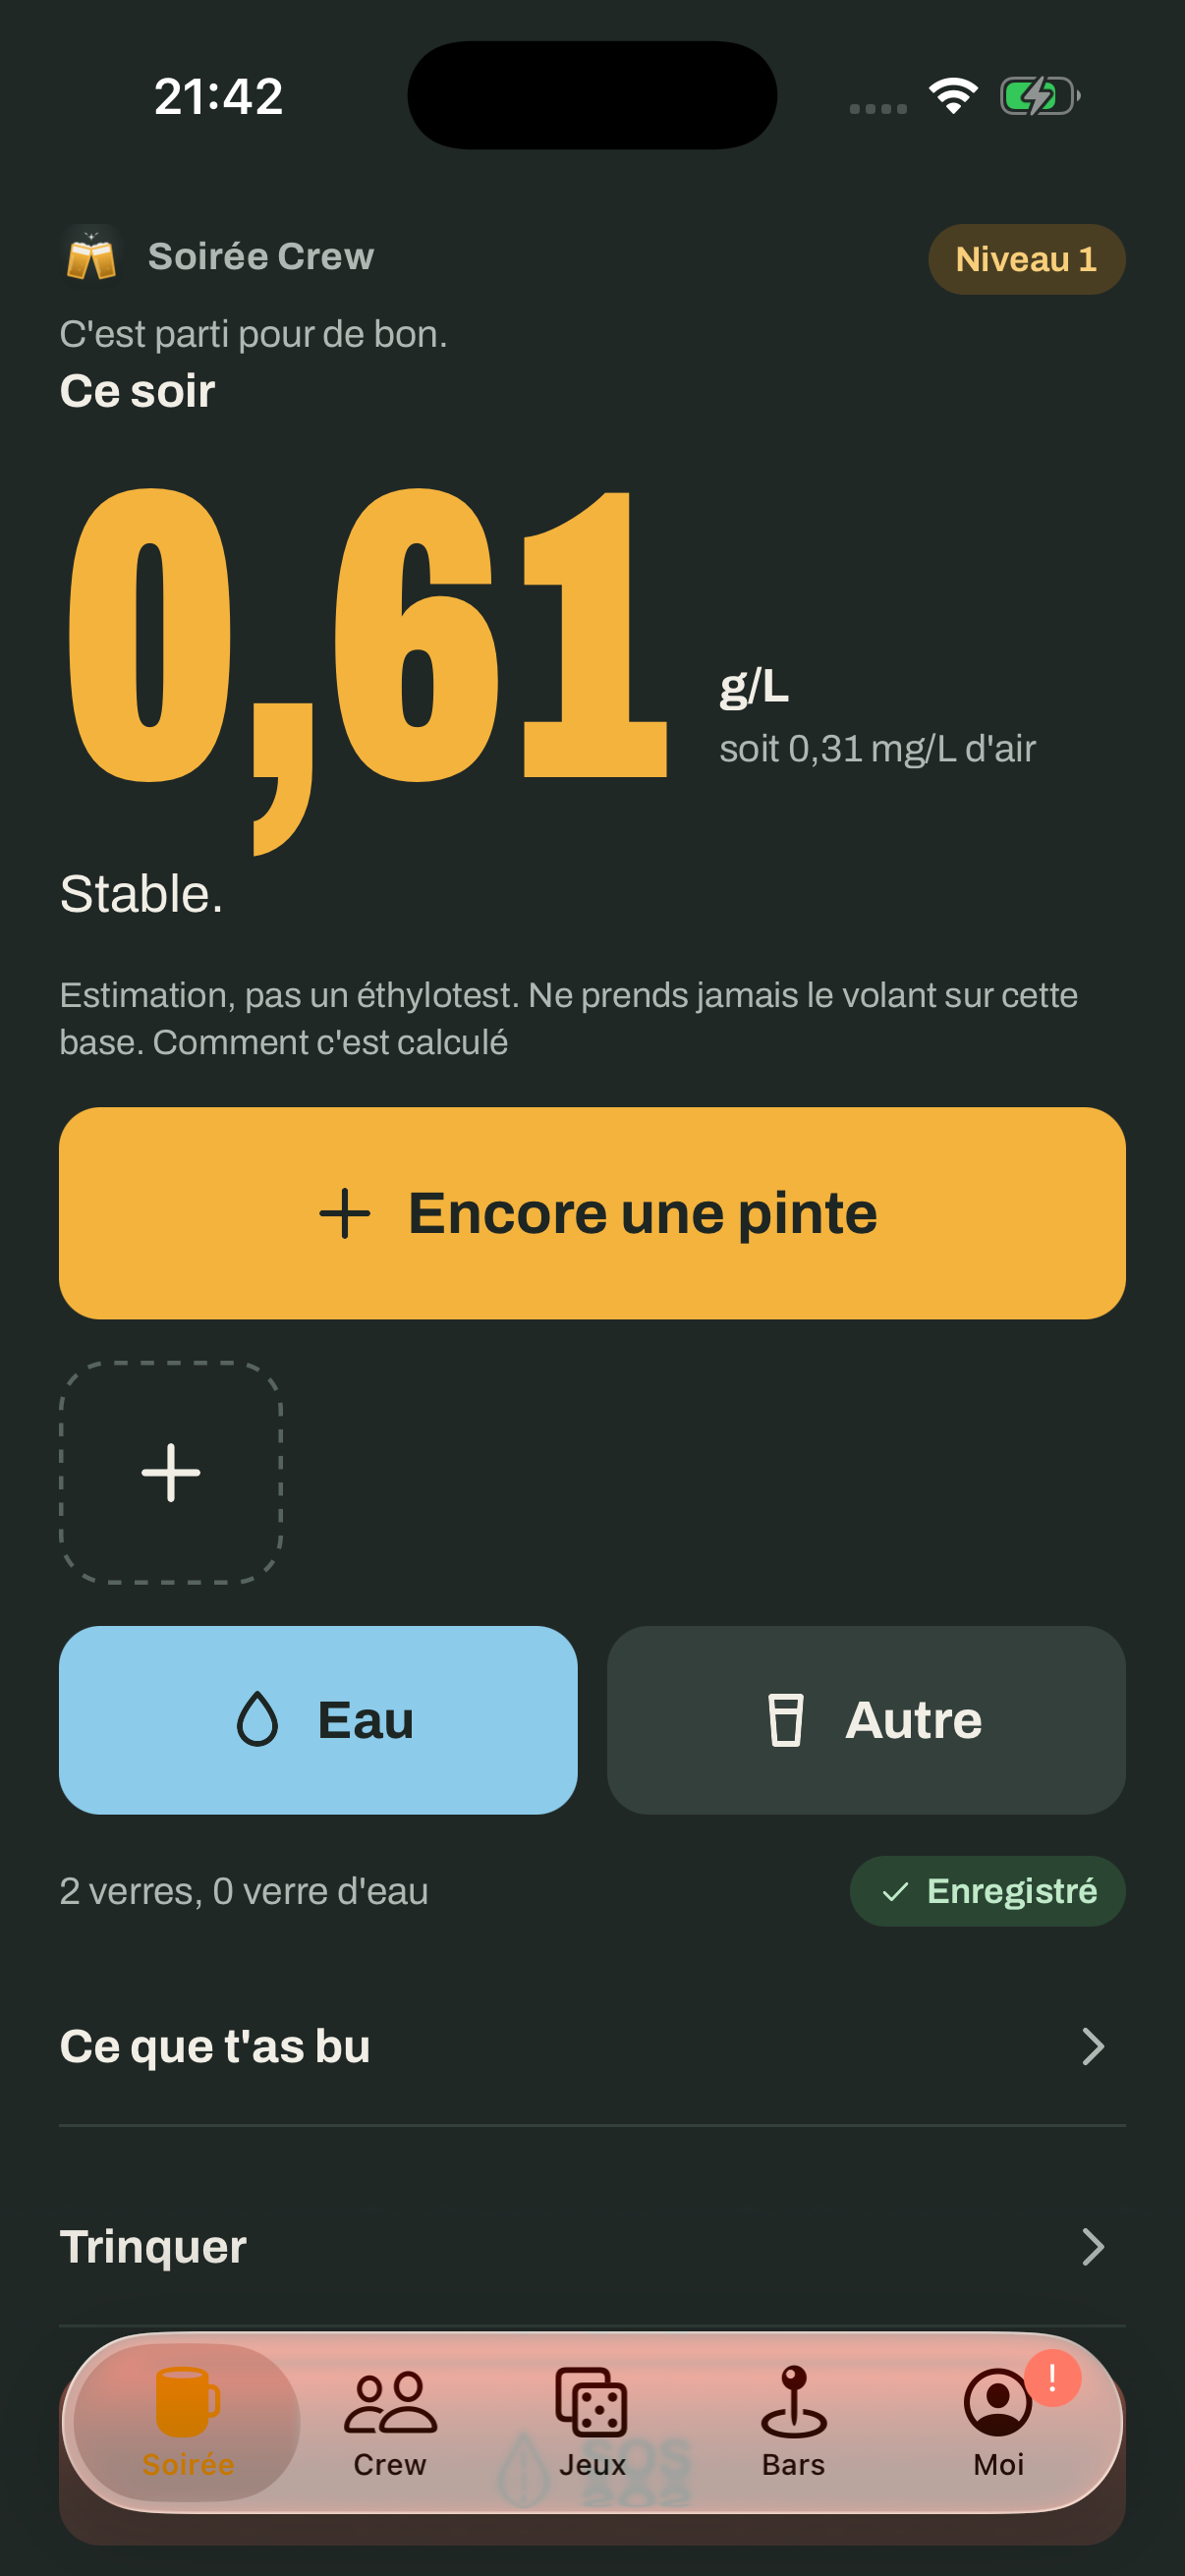 21:42
Soirée Crew
Niveau 1
C'est parti pour de bon.
Ce soir
0,61
g/L
soit 0,31 mg/L d'air
Stable.
Estimation, pas un éthylotest. Ne prends jamais le volant sur cette
base. Comment c'est calculé
Encore une pinte
Eau
Autre
2 verres, 0 verre d'eau
Enregistré
Ce que t'as bu
Trinquer
SOS
!
Soirée
Crew
Jeux
Bars
Moi